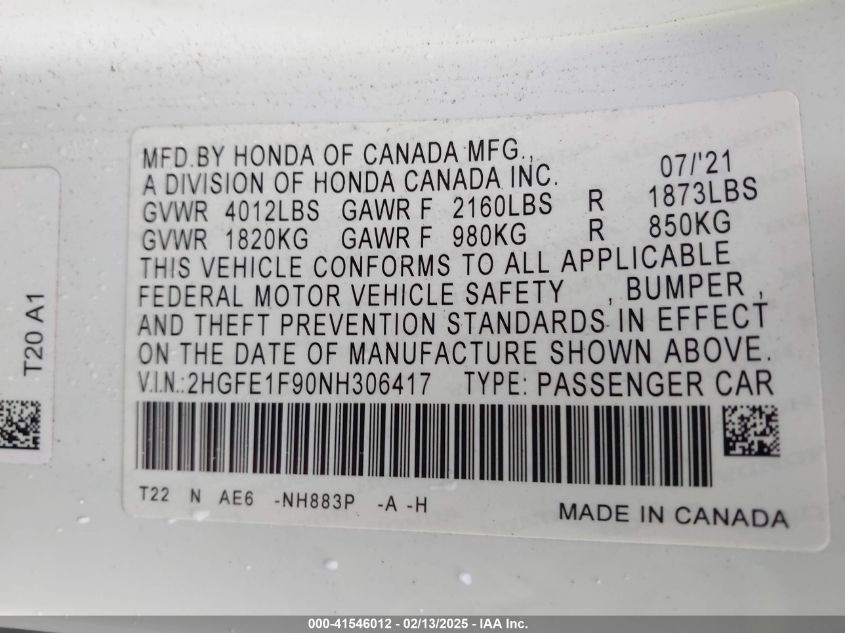 MFD.BY HONDA OF CANADA MFG.,
A DIVISION OF HONDA CANADA INC. 07/'21
GVWR 4012LBS GAWR F 2160LBS R 1873LBS
GVWR 1820KG GAWR F 980KG R 850KG
THIS VEHICLE CONFORMS TO ALL APPLICABLE
FEDERAL MOTOR VEHICLE SAFETY , BUMPER ,
AND THEFT PREVENTION STANDARDS IN EFFECT
ON THE DATE OF MANUFACTURE SHOWN ABOVE.
V.I.N.:2HGFE1F90NH306417 TYPE: PASSENGER CAR
T22 N AE6 -NH883P -A -H
MADE IN CANADA
T20 A1
000-41546012 - 02/13/2025 - IAA Inc.